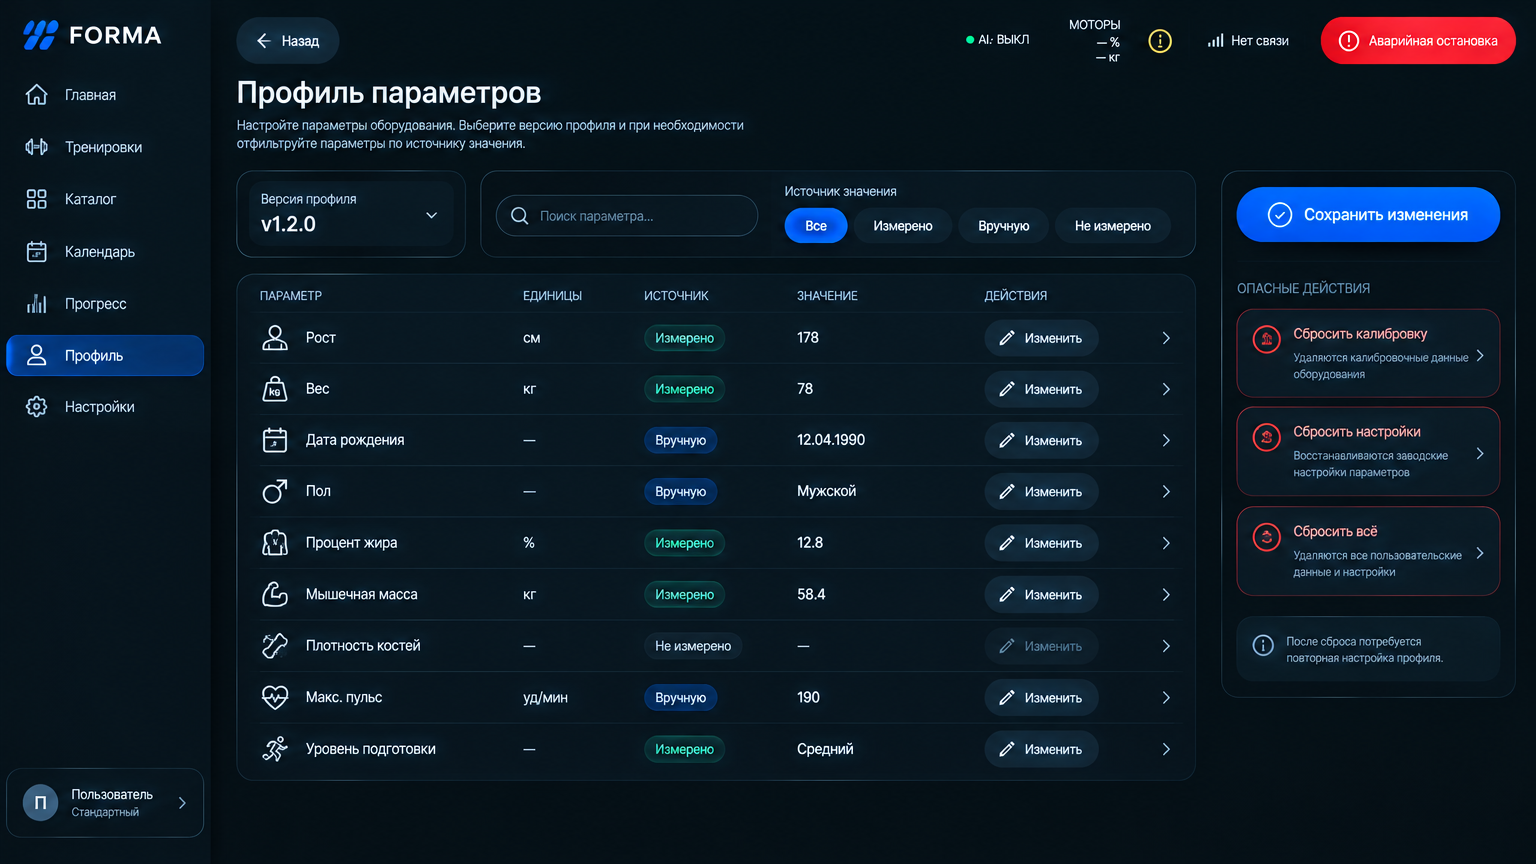 FORMA
Главная
Тренировки
Каталог
Календарь
Прогресс
Профиль
Настройки
П
Пользователь
Стандартный
Назад
AI: ВЫКЛ
МОТОРЫ
— %
— кг
Нет связи
Аварийная остановка
Профиль параметров
Настройте параметры оборудования. Выберите версию профиля и при необходимости
отфильтруйте параметры по источнику значения.
Версия профиля
v1.2.0
Поиск параметра...
Источник значения
Все Измерено Вручную Не измерено
ПАРАМЕТР ЕДИНИЦЫ ИСТОЧНИК ЗНАЧЕНИЕ ДЕЙСТВИЯ
Рост см Измерено 178 Изменить
kg Вес кг Измерено 78 Изменить
Дата рождения — Вручную 12.04.1990 Изменить
Пол — Вручную Мужской Изменить
Процент жира % Измерено 12.8 Изменить
Мышечная масса кг Измерено 58.4 Изменить
Плотность костей — Не измерено — Изменить
Макс. пульс уд/мин Вручную 190 Изменить
Уровень подготовки — Измерено Средний Изменить
Сохранить изменения
ОПАСНЫЕ ДЕЙСТВИЯ
Сбросить калибровку
Удаляются калибровочные данные
оборудования
Сбросить настройки
Восстанавливаются заводские
настройки параметров
Сбросить всё
Удаляются все пользовательские
данные и настройки
После сброса потребуется
повторная настройка профиля.